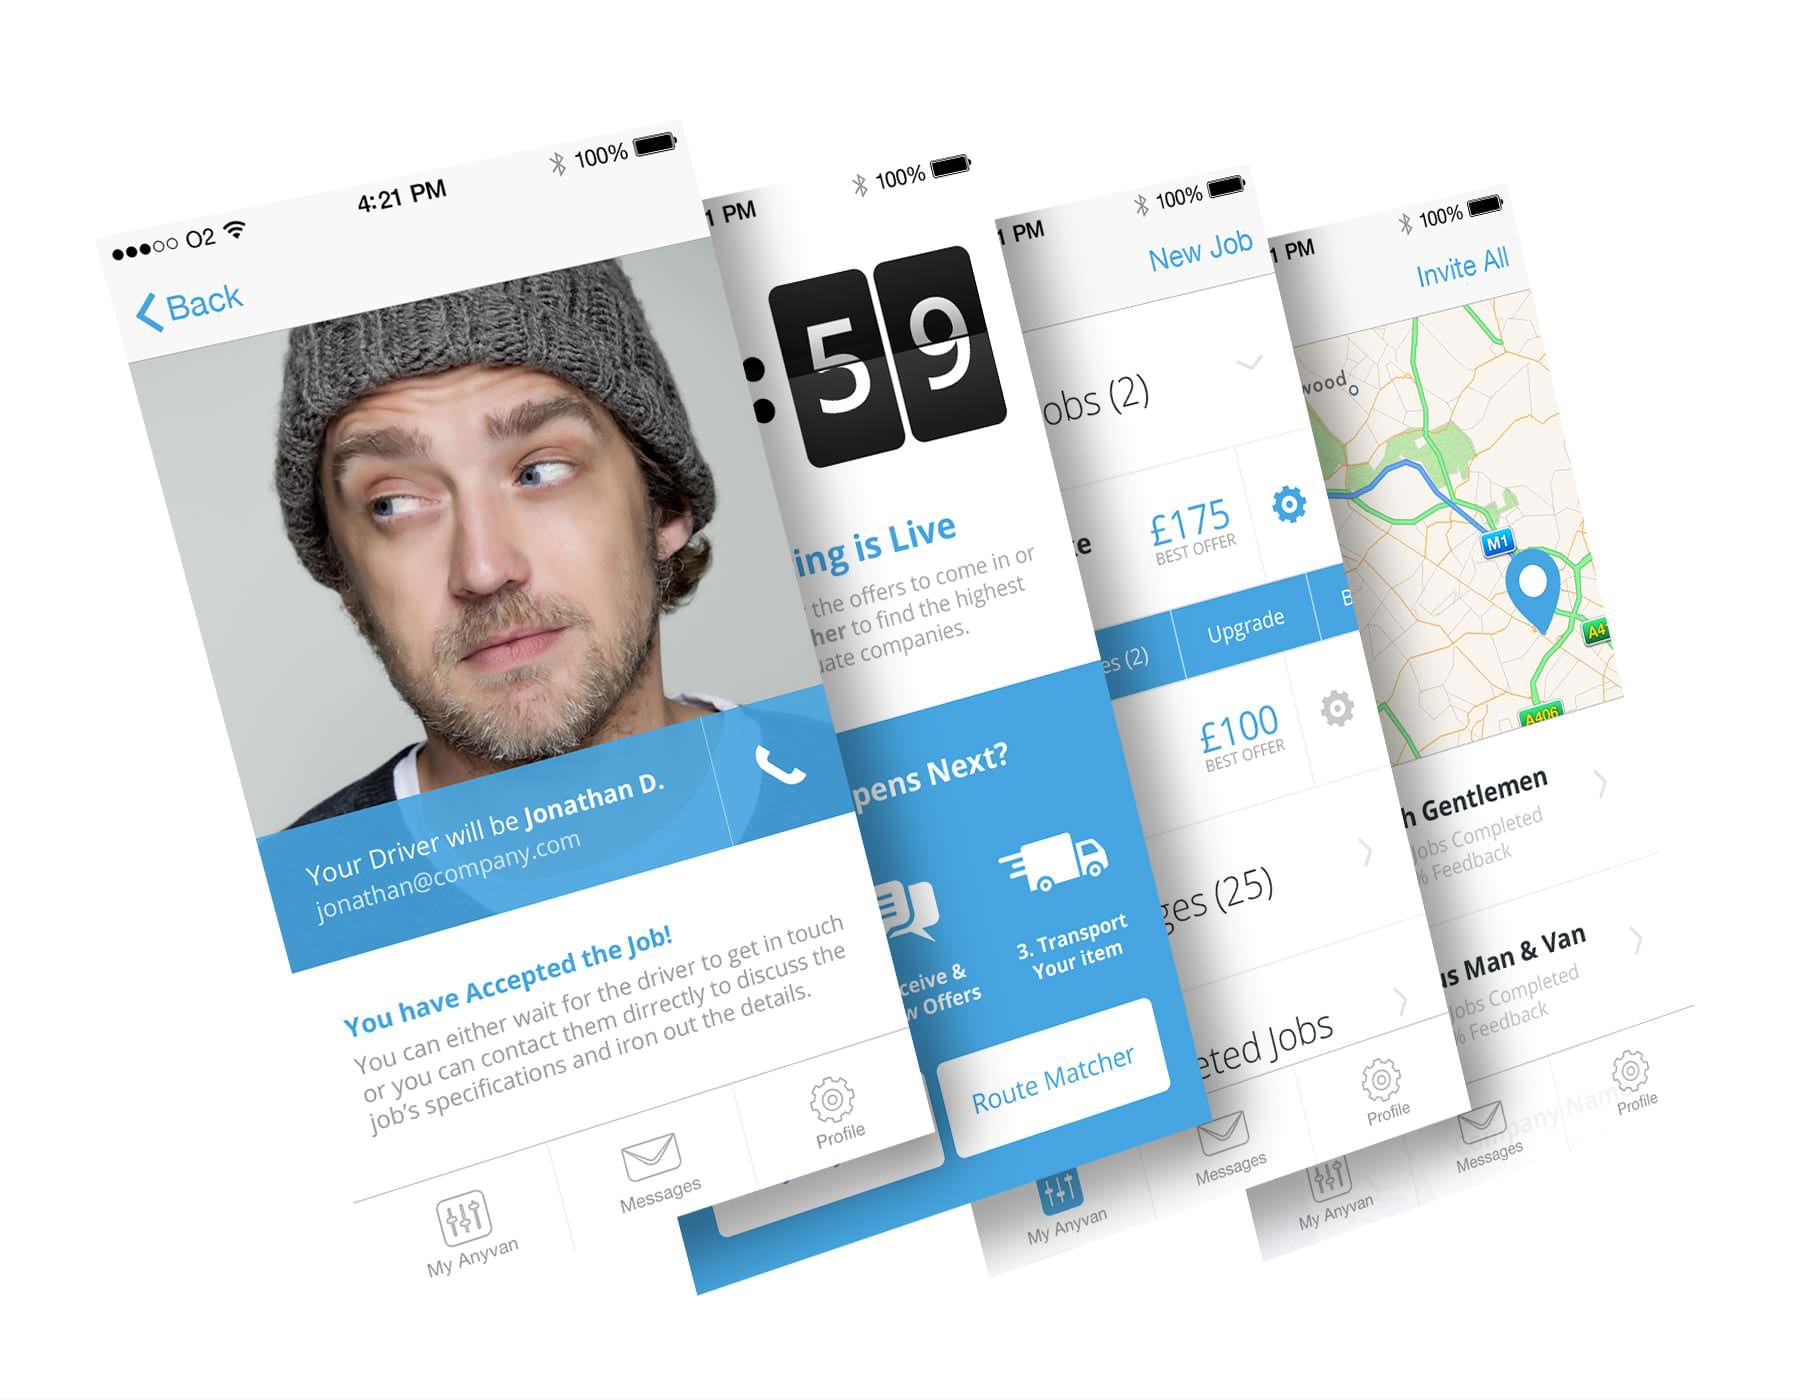 O2
4:21 PM
100%
Back
Your Driver will be Jonathan D.
jonathan@company.com
You have Accepted the Job!
You can either wait for the driver to get in touch
or you can contact them dirrectly to discuss the
job's specifications and iron out the details.
My Anyvan
Messages
Profile
1 PM
100%
:59
ing is Live
the offers to come in or
her to find the highest
uate companies.
pens Next?
ceive &
w Offers
3. Transport
Your item
Route Matcher
1 PM
100%
New Job
obs (2)
ke
£175
BEST OFFER
es (2)
Upgrade
B
£100
BEST OFFER
ges (25)
eted Jobs
My Anyvan
Messages
Profile
1 PM
100%
Invite All
wood
M1
A41
A406
h Gentlemen
Jobs Completed
% Feedback
us Man & Van
Jobs Completed
% Feedback
Company Name
My Anyvan
Messages
Profile